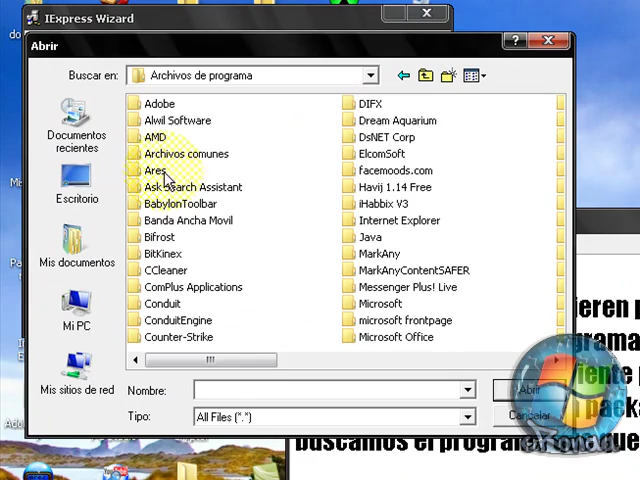 IExpress Wizard
Abrir
Buscar en:
Archivos de programa
Documentos
recientes
Escritorio
Mis documentos
Mi PC
Mis sitios de red
Adobe
Alwil Software
AMD
Archivos comunes
Ares
Ask Search Assistant
BabylonToolbar
Banda Ancha Movil
Bifrost
BitKinex
CCleaner
ComPlus Applications
Conduit
ConduitEngine
Counter-Strike
DIFX
Dream Aquarium
DsNET Corp
ElcomSoft
facemoods.com
Havij 1.14 Free
iHabbix V3
Internet Explorer
Java
MarkAny
MarkAnyContentSAFER
Messenger Plus! Live
Microsoft
microsoft frontpage
Microsoft Office
Nombre:
Abrir
Tipo:
All Files (*.*)
Cancelar
ieren
buscamos el programa